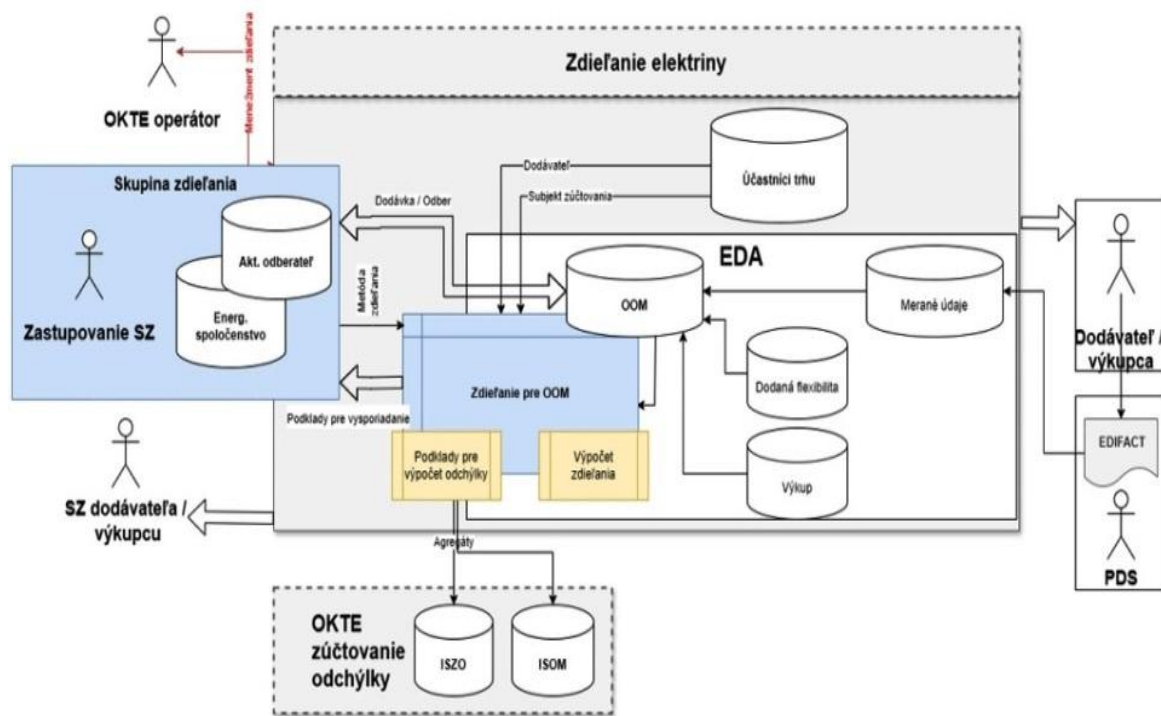 Menežment zdieľania
OKTE operátor
Zdieľanie elektriny
Skupina zdieľania
Akt. odberateľ
Energ.
spoločenstvo
Zastupovanie SZ
Dodávateľ
Subjekt zúčtovania
Účastníci trhu
Dodávka / Odber
Metóda
zdieľania
EDA
OOM
Merané údaje
Dodaná flexibilita
Výkup
Zdieľanie pre OOM
Podklady pre
výpočet odchýlky
Výpočet
zdieľania
Podklady pre vysporiadanie
Dodávateľ /
výkupca
EDIFACT
PDS
SZ dodávateľa /
výkupcu
Agregáty
OKTE
zúčtovanie
odchýlky
ISZO
ISOM